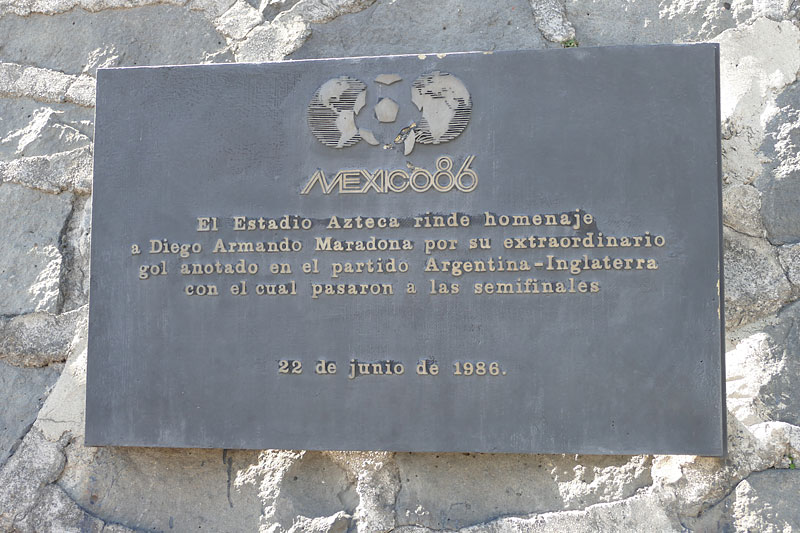 MEXICO86
El Estadio Azteca rinde homenaje
a Diego Armando Maradona por su extraordinario
gol anotado en el partido Argentina-Inglaterra
con el cual pasaron a las semifinales
22 de junio de 1986.